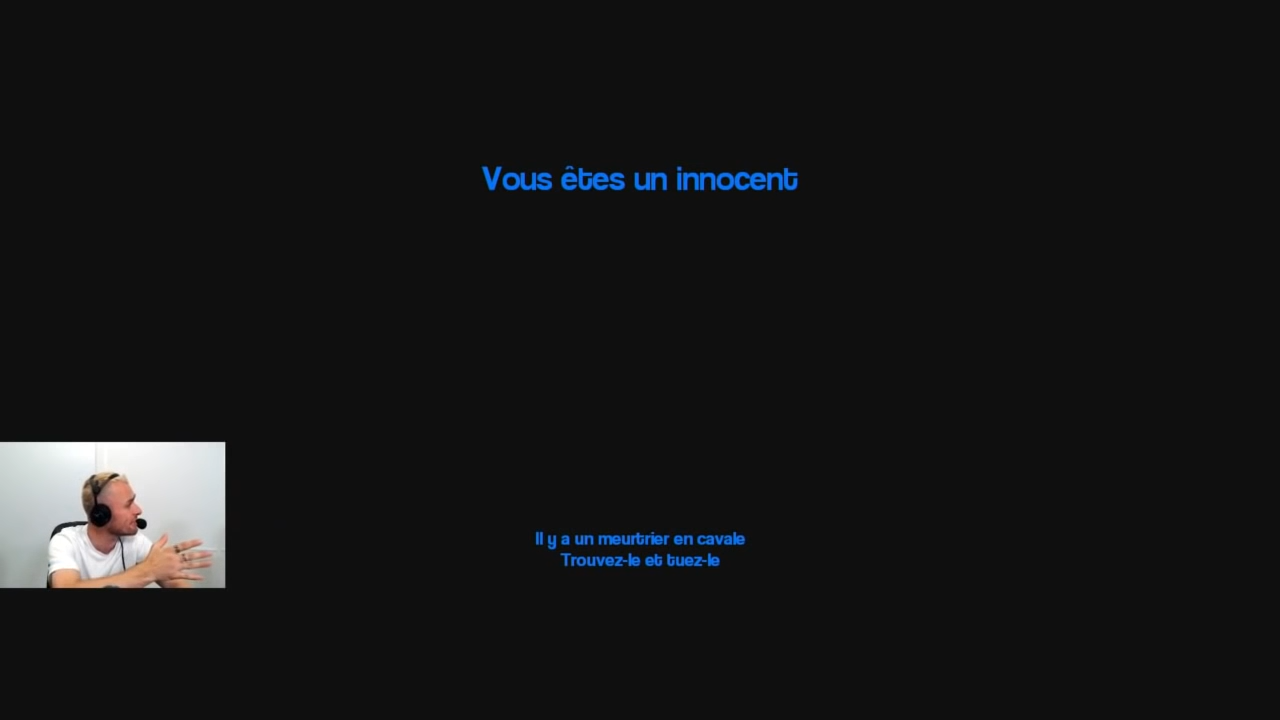 Vous êtes un innocent
Il y a un meurtrier en cavale
Trouvez-le et tuez-le